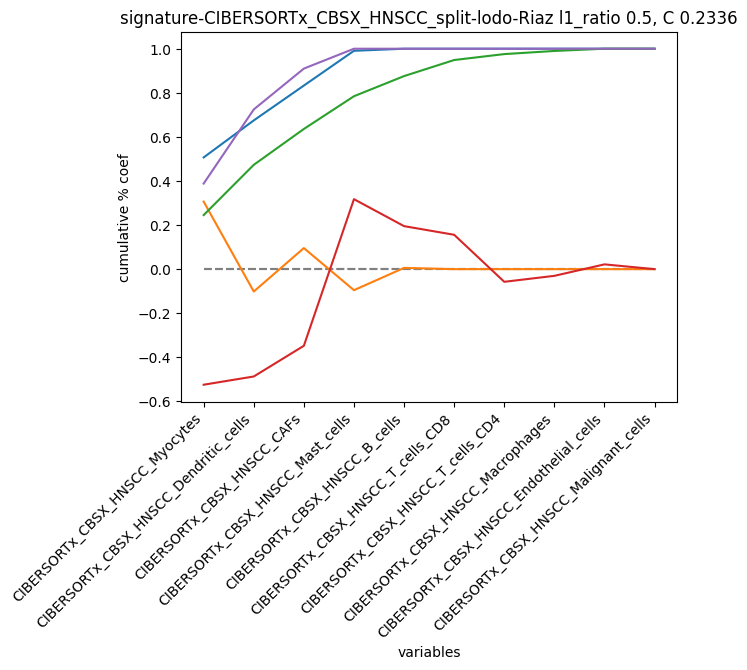 signature-CIBERSORTx_CBSX_HNSCC_split-lodo-Riaz l1_ratio 0.5, C 0.2336
cumulative % coef
1.0
0.8
0.6
0.4
0.2
0.0
−0.2
−0.4
−0.6
CIBERSORTx_CBSX_HNSCC_Myocytes
CIBERSORTx_CBSX_HNSCC_Dendritic_cells
CIBERSORTx_CBSX_HNSCC_CAFs
CIBERSORTx_CBSX_HNSCC_Mast_cells
CIBERSORTx_CBSX_HNSCC_B_cells
CIBERSORTx_CBSX_HNSCC_T_cells_CD8
CIBERSORTx_CBSX_HNSCC_T_cells_CD4
CIBERSORTx_CBSX_HNSCC_Macrophages
CIBERSORTx_CBSX_HNSCC_Endothelial_cells
CIBERSORTx_CBSX_HNSCC_Malignant_cells
variables